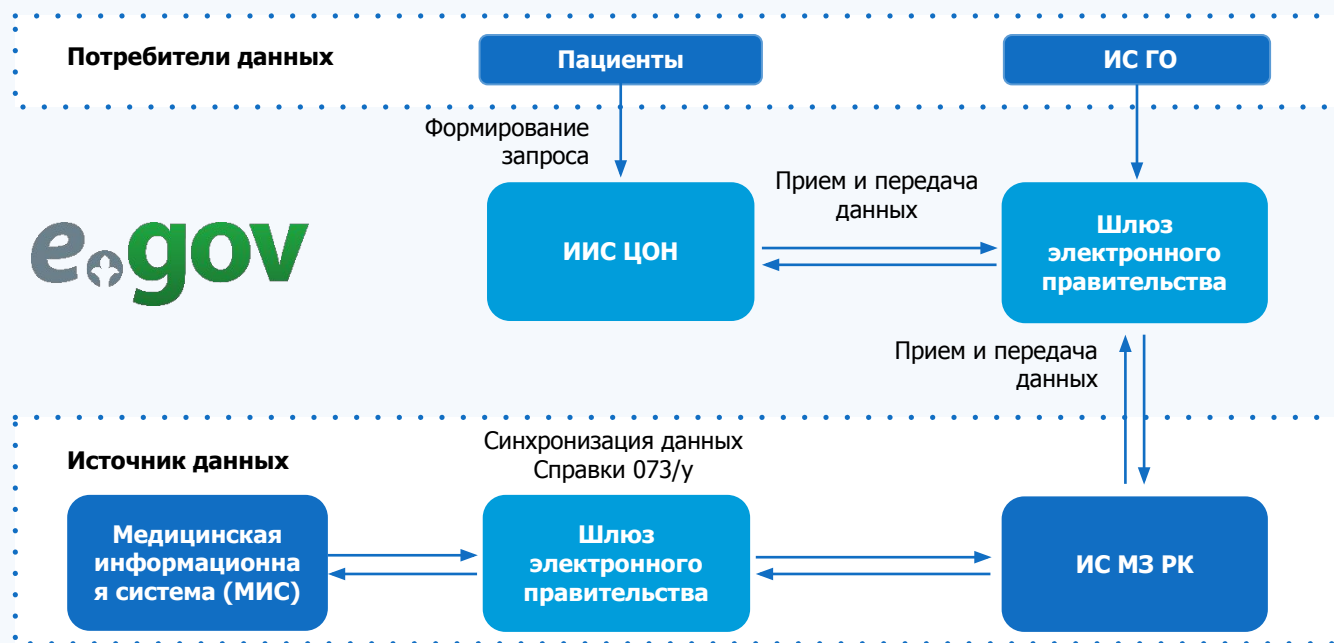 Потребители данных
Пациенты
ИС ГО
Формирование
запроса
Прием и передача
данных
e.gov
ИИС ЦОН
Шлюз
электронного
правительства
Прием и передача
данных
Источник данных
Синхронизация данных
Справки 073/у
Медицинская
информационна
я система (МИС)
Шлюз
электронного
правительства
ИС МЗ РК